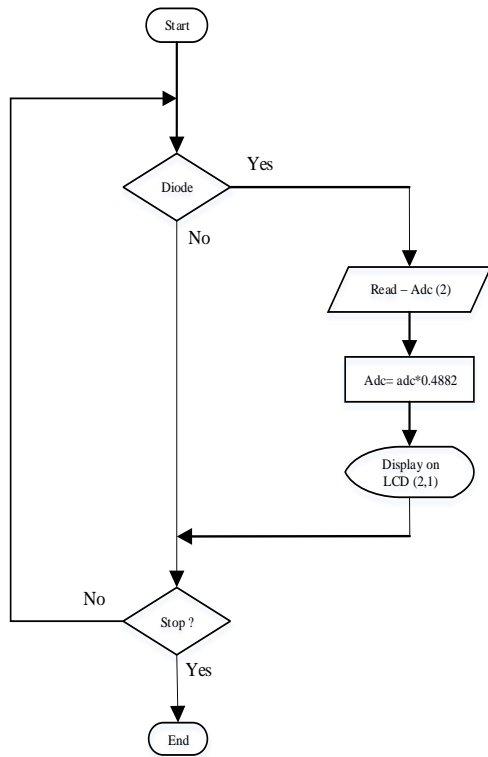 Start
Diode
Yes
No
Read – Adc (2)
Adc= adc*0.4882
Display on
LCD (2,1)
No
Stop ?
Yes
End